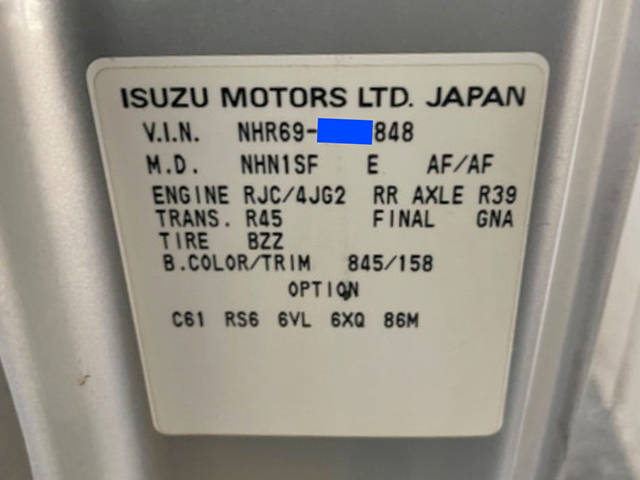 ISUZU MOTORS LTD. JAPAN
V.I.N. NHR69- 848
M.D. NHN1SF E AF/AF
ENGINE RJC/4JG2 RR AXLE R39
TRANS. R45 FINAL GNA
TIRE BZZ
B.COLOR/TRIM 845/158
OPTION
C61 RS6 6VL 6XQ 86M